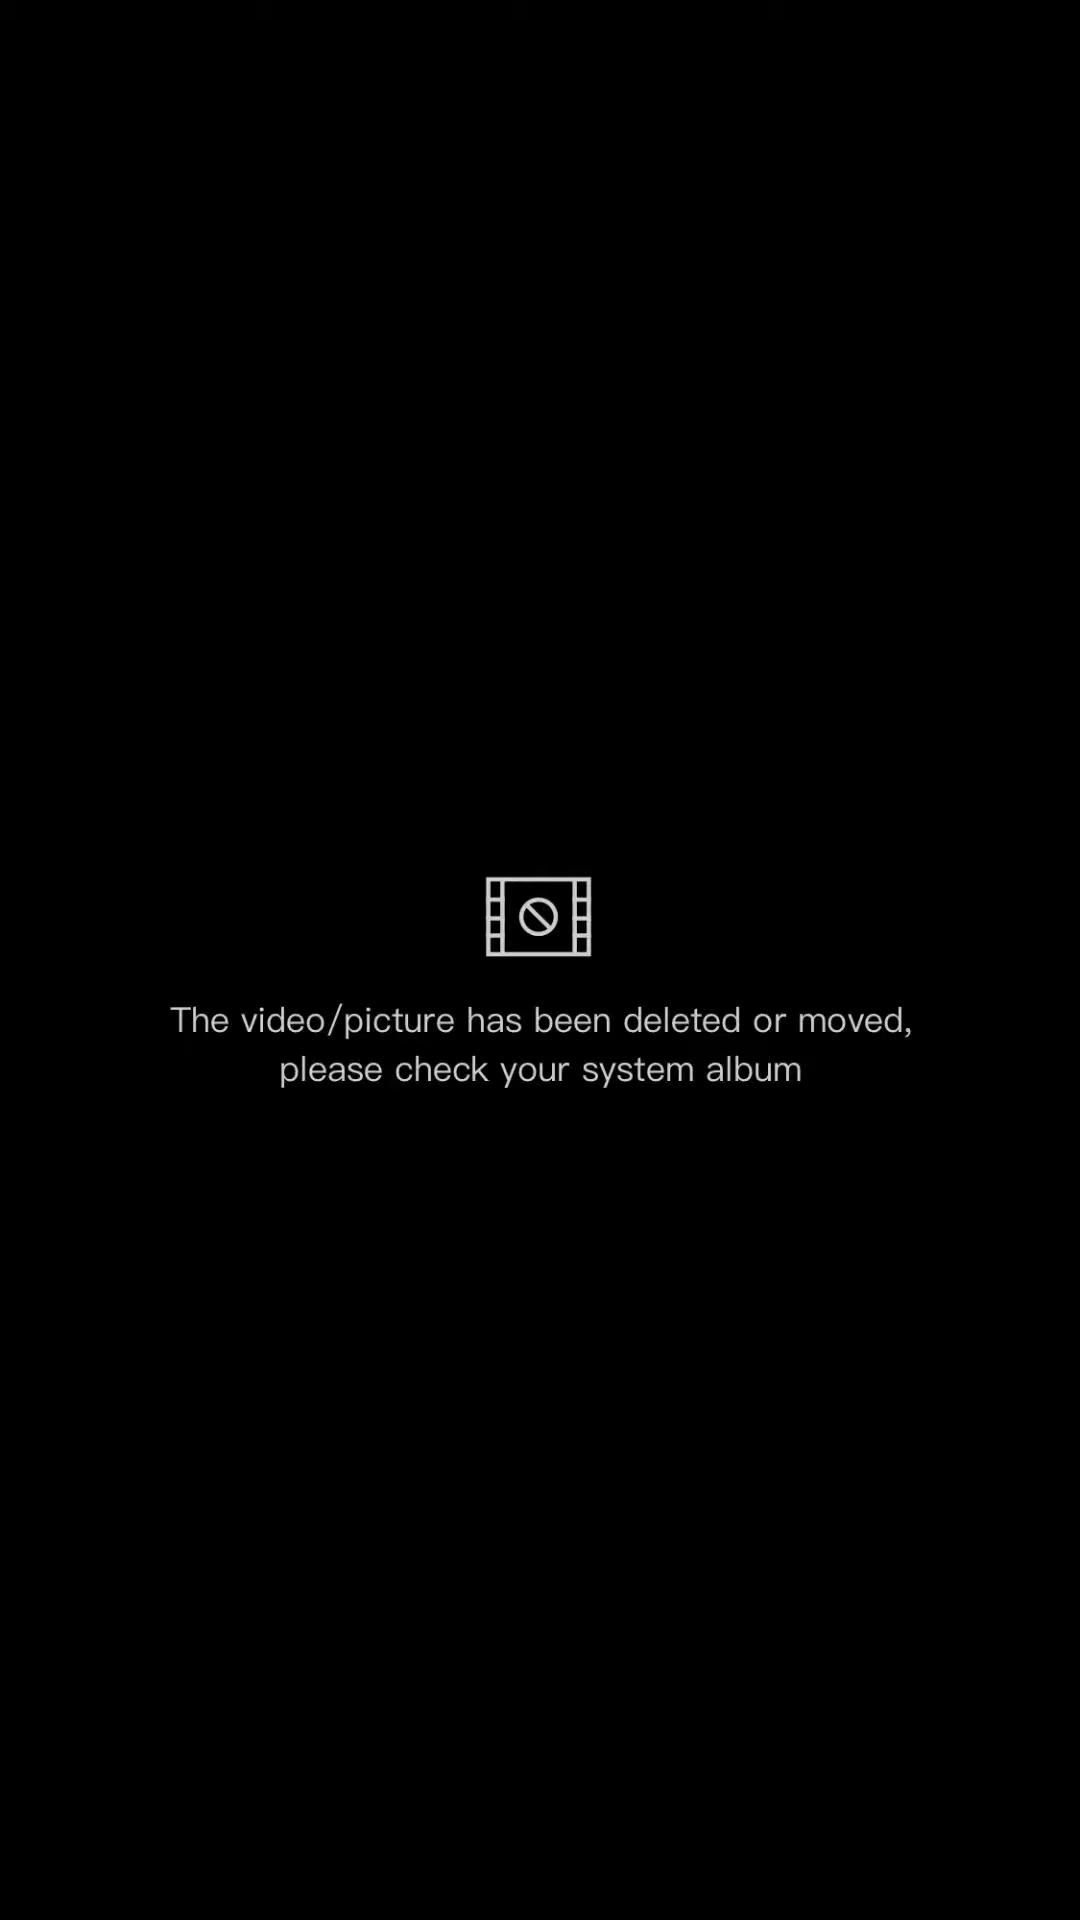 The video/picture has been deleted or moved,
please check your system album